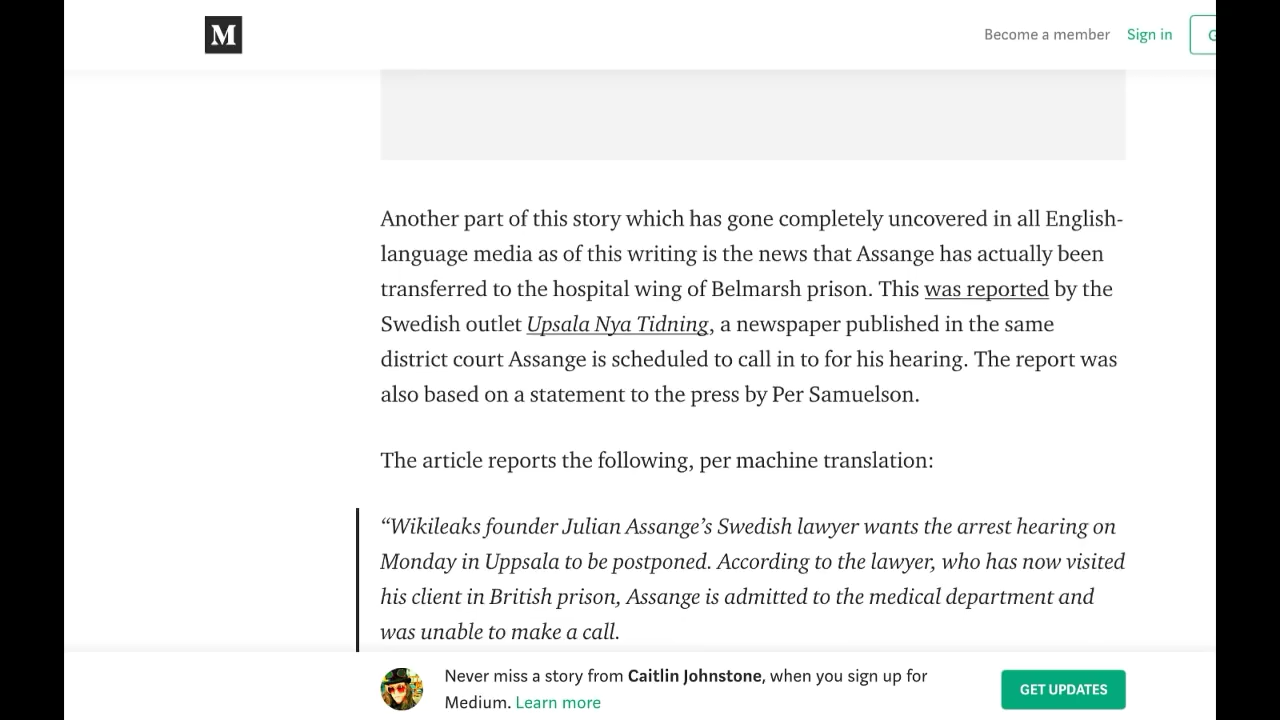 M
Become a member Sign in
Another part of this story which has gone completely uncovered in all English-
language media as of this writing is the news that Assange has actually been
transferred to the hospital wing of Belmarsh prison. This was reported by the
Swedish outlet Upsala Nya Tidning, a newspaper published in the same
district court Assange is scheduled to call in to for his hearing. The report was
also based on a statement to the press by Per Samuelson.
The article reports the following, per machine translation:
“Wikileaks founder Julian Assange’s Swedish lawyer wants the arrest hearing on
Monday in Uppsala to be postponed. According to the lawyer, who has now visited
his client in British prison, Assange is admitted to the medical department and
was unable to make a call.
Never miss a story from Caitlin Johnstone, when you sign up for
Medium. Learn more
GET UPDATES